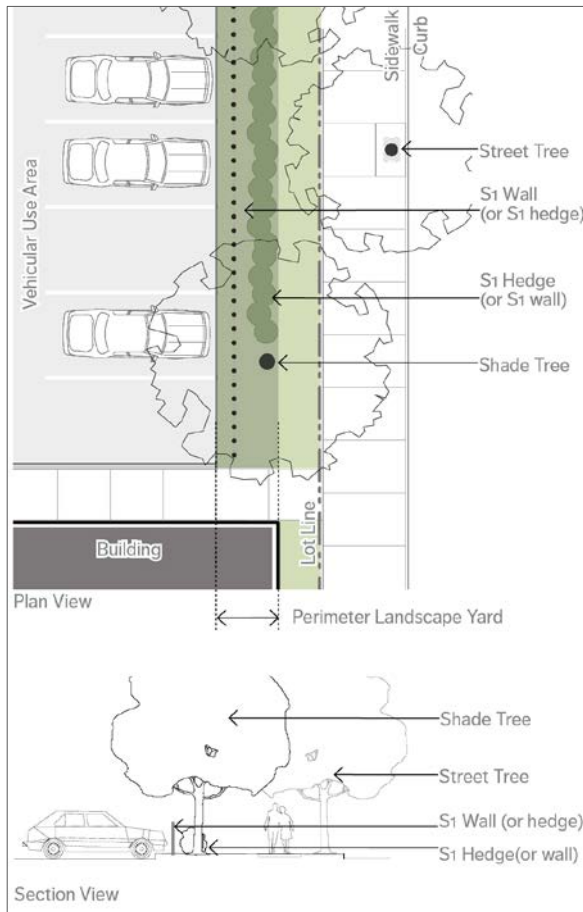 Sidewalk
Curb
Vehicular Use Area
Street Tree
S1 Wall
(or S1 hedge)
S1 Hedge
(or S1 wall)
Shade Tree
Lot Line
Building
Plan View
Perimeter Landscape Yard
Shade Tree
Street Tree
S1 Wall (or hedge)
S1 Hedge(or wall)
Section View